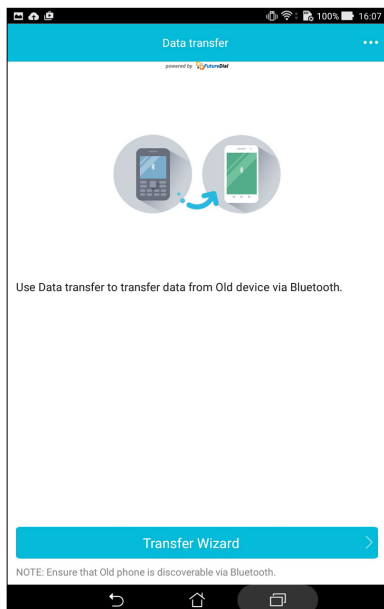 100% 16:07
Data transfer
powered by FutureDial
Use Data transfer to transfer data from Old device via Bluetooth.
Transfer Wizard
NOTE: Ensure that Old phone is discoverable via Bluetooth.